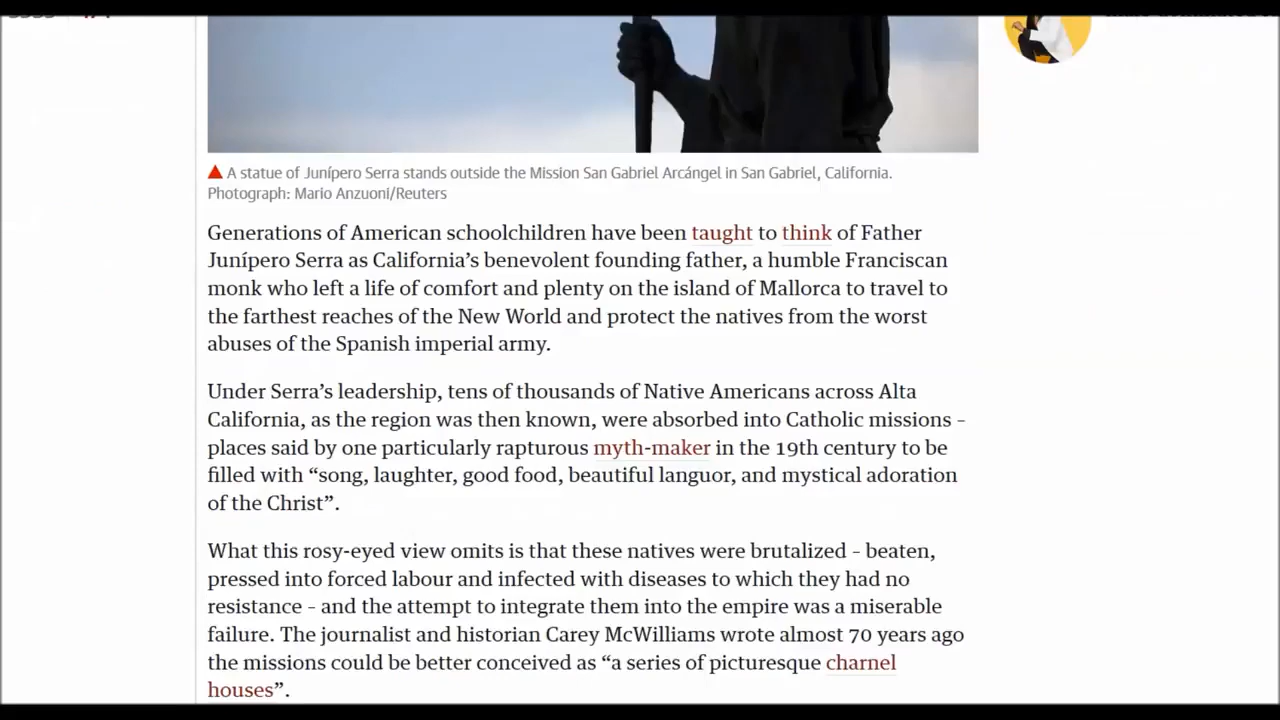 A statue of Junípero Serra stands outside the Mission San Gabriel Arcángel in San Gabriel, California.
Photograph: Mario Anzuoni/Reuters
Generations of American schoolchildren have been taught to think of Father
Junípero Serra as California’s benevolent founding father, a humble Franciscan
monk who left a life of comfort and plenty on the island of Mallorca to travel to
the farthest reaches of the New World and protect the natives from the worst
abuses of the Spanish imperial army.
Under Serra’s leadership, tens of thousands of Native Americans across Alta
California, as the region was then known, were absorbed into Catholic missions –
places said by one particularly rapturous myth-maker in the 19th century to be
filled with “song, laughter, good food, beautiful languor, and mystical adoration
of the Christ”.
What this rosy-eyed view omits is that these natives were brutalized – beaten,
pressed into forced labour and infected with diseases to which they had no
resistance – and the attempt to integrate them into the empire was a miserable
failure. The journalist and historian Carey McWilliams wrote almost 70 years ago
the missions could be better conceived as “a series of picturesque charnel
houses”.